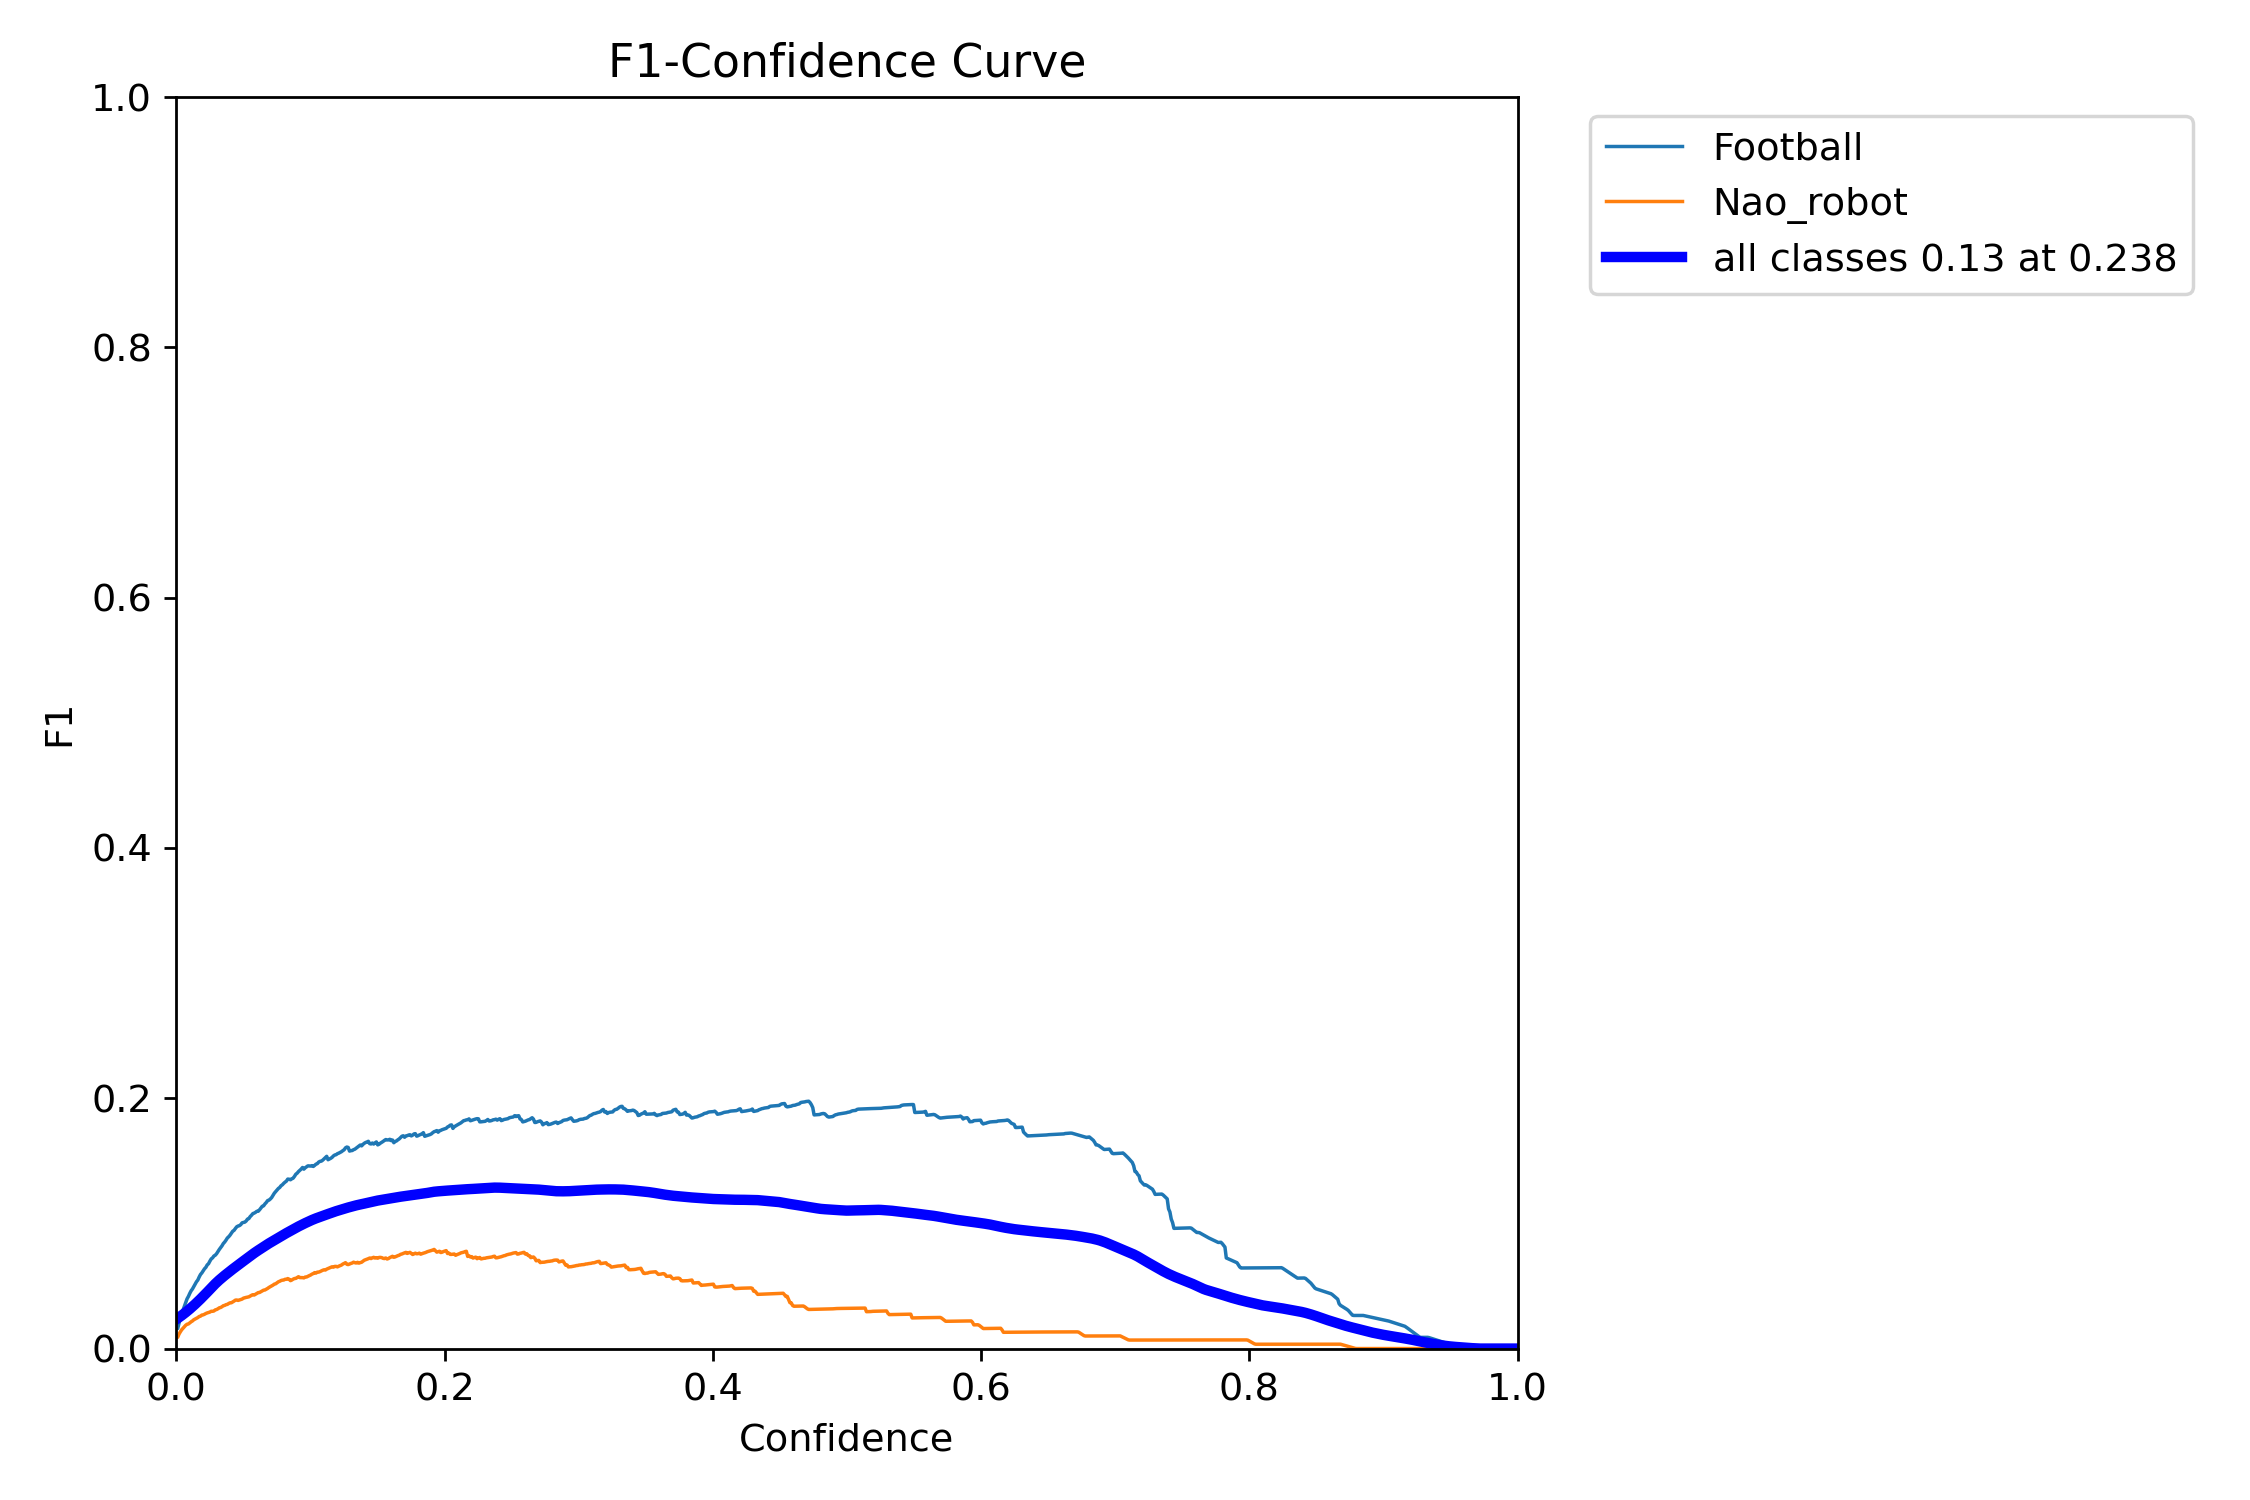 F1-Confidence Curve
1.0
0.8
0.6
0.4
0.2
0.0
F1
0.0 0.2 0.4 0.6 0.8 1.0
Confidence
Football
Nao_robot
all classes 0.13 at 0.238